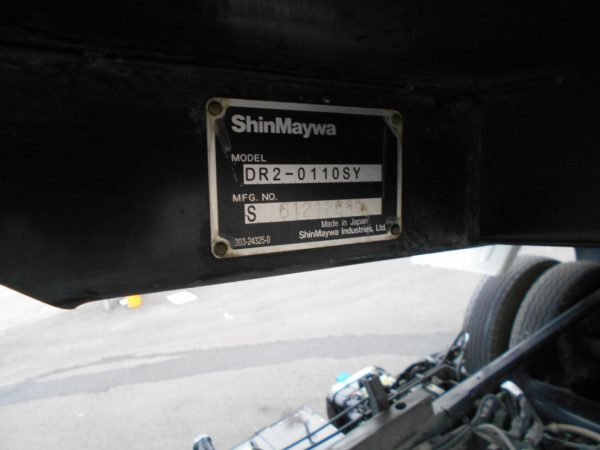 ShinMaywa
MODEL
DR2-0110SY
MFG. NO.
S
Made in Japan
203-24325-0 ShinMaywa Industries, Ltd.